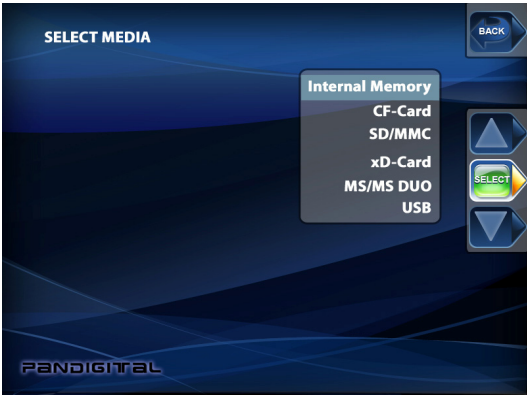 SELECT MEDIA
BACK
Internal Memory
CF-Card
SD/MMC
xD-Card
MS/MS DUO
USB
SELECT
PANDIGITAL